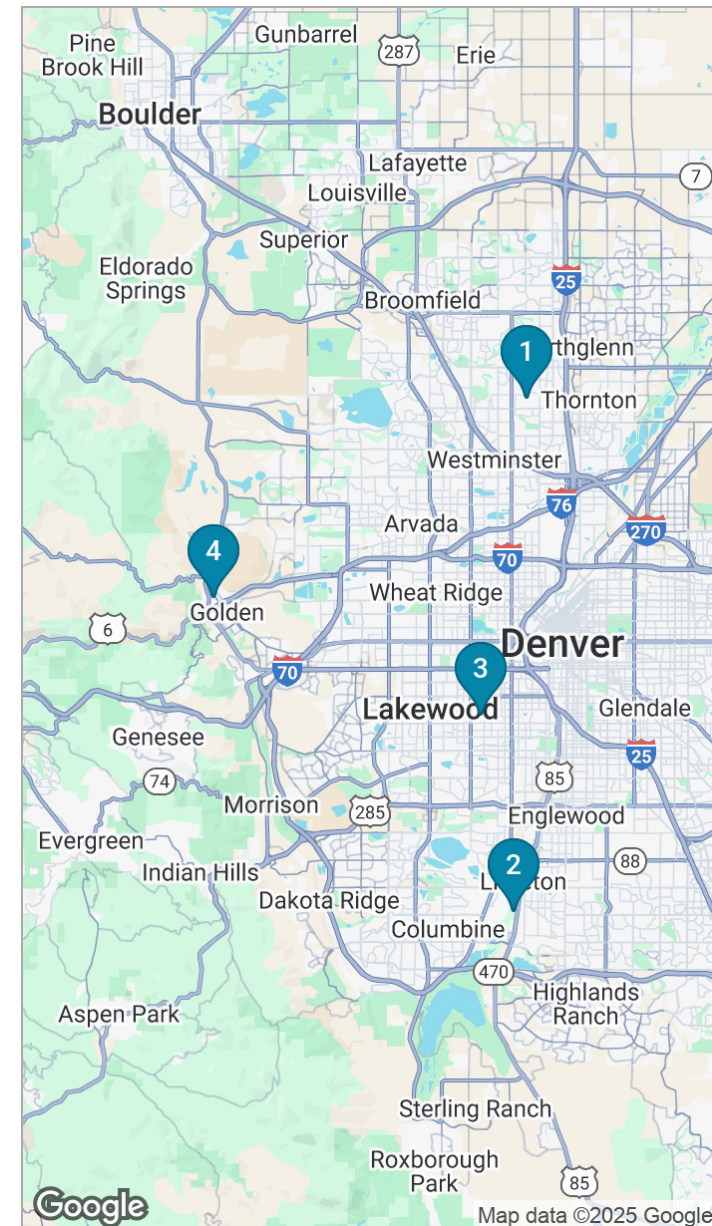 Pine
Brook Hill
Gunbarrel
287
Erie
Boulder
Lafayette
7
Louisville
Superior
Eldorado
Springs
25
Broomfield
1
rthglenn
Thornton
Westminster
76
Arvada
270
4
70
Wheat Ridge
Golden
6
Denver
3
70
Lakewood
Glendale
Genesee
25
74
85
Morrison
285
Englewood
Evergreen
88
Indian Hills
2
Li
ton
Dakota Ridge
Columbine
470
Highlands
Ranch
Aspen Park
Sterling Ranch
Roxborough
Park
85
Google
Map data ©2025 Google